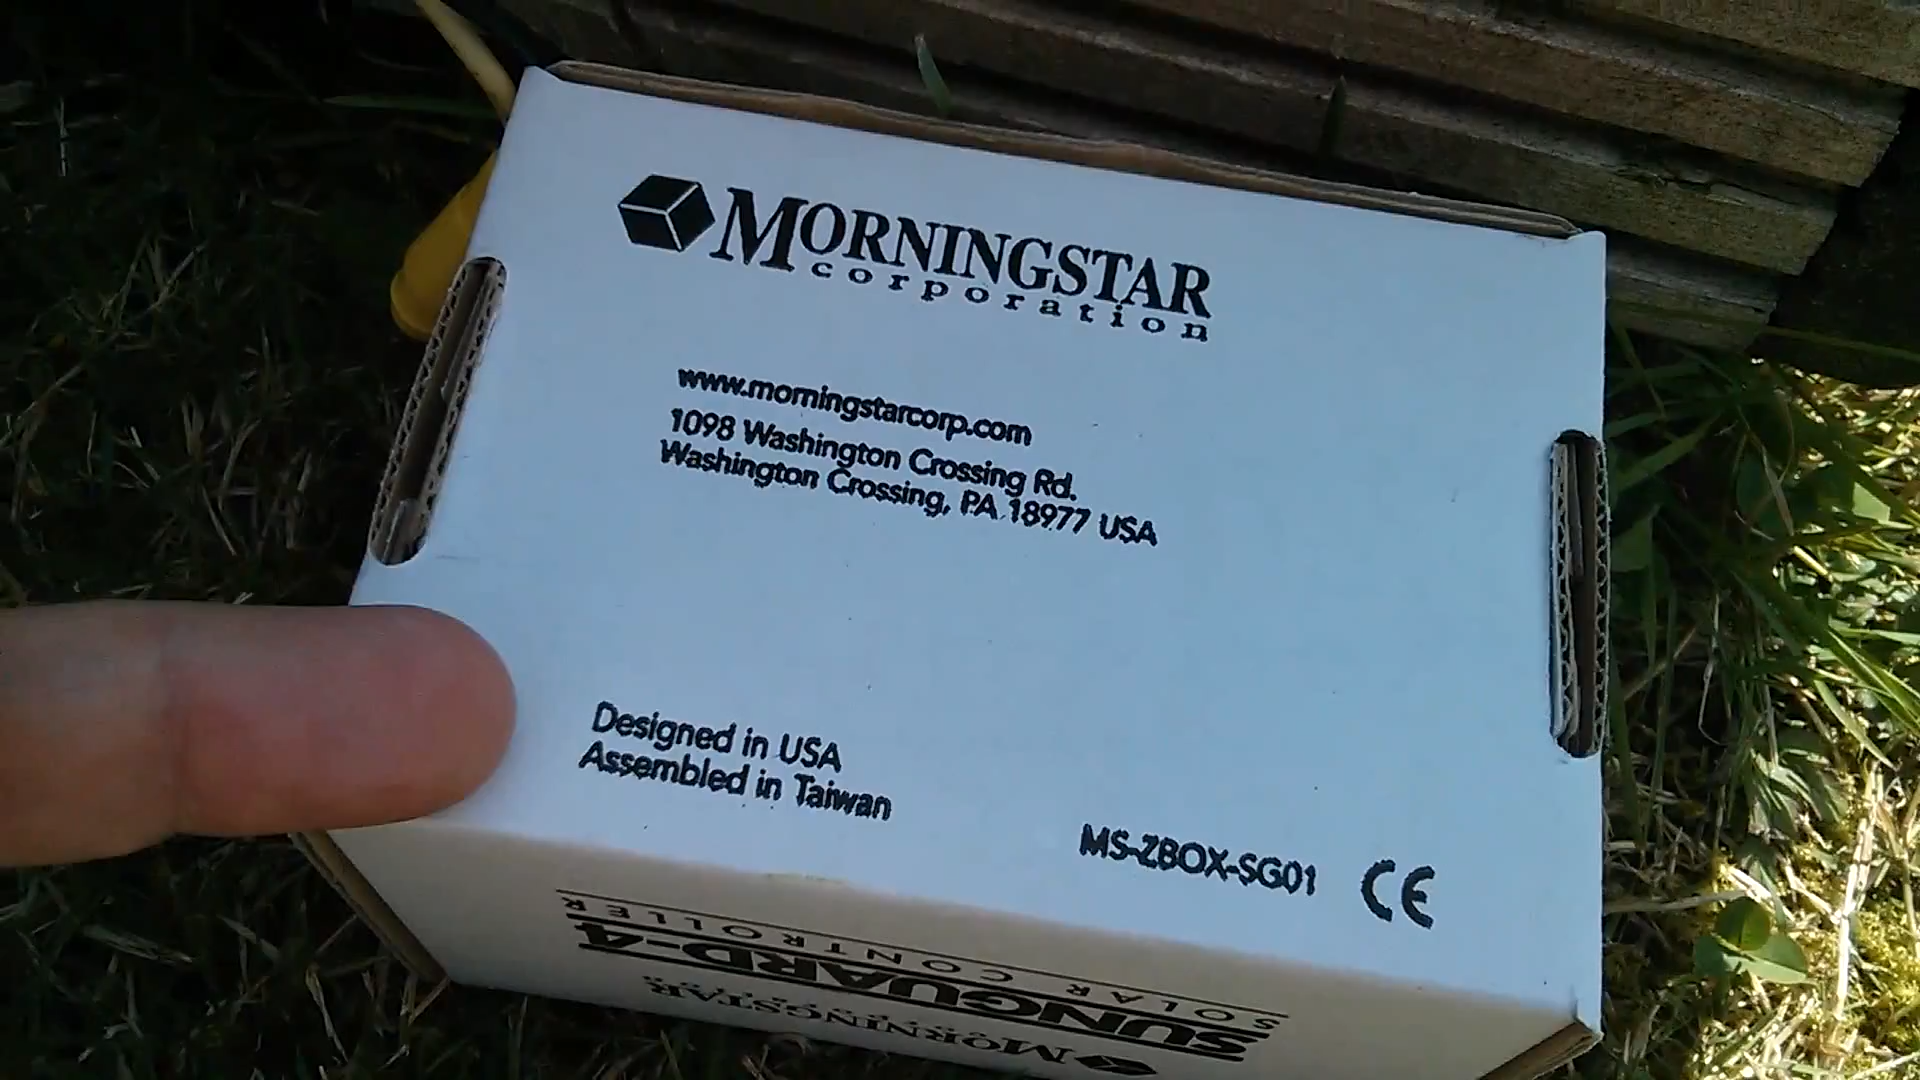 MORNINGSTAR
corporation
www.morningstarcorp.com
1098 Washington Crossing Rd.
Washington Crossing, PA 18977 USA
Designed in USA
Assembled in Taiwan
MS-ZBOX-SG01 CE
SOLAR CONTROLLER
SUNGUARD-4
MORNINGSTAR
corporation